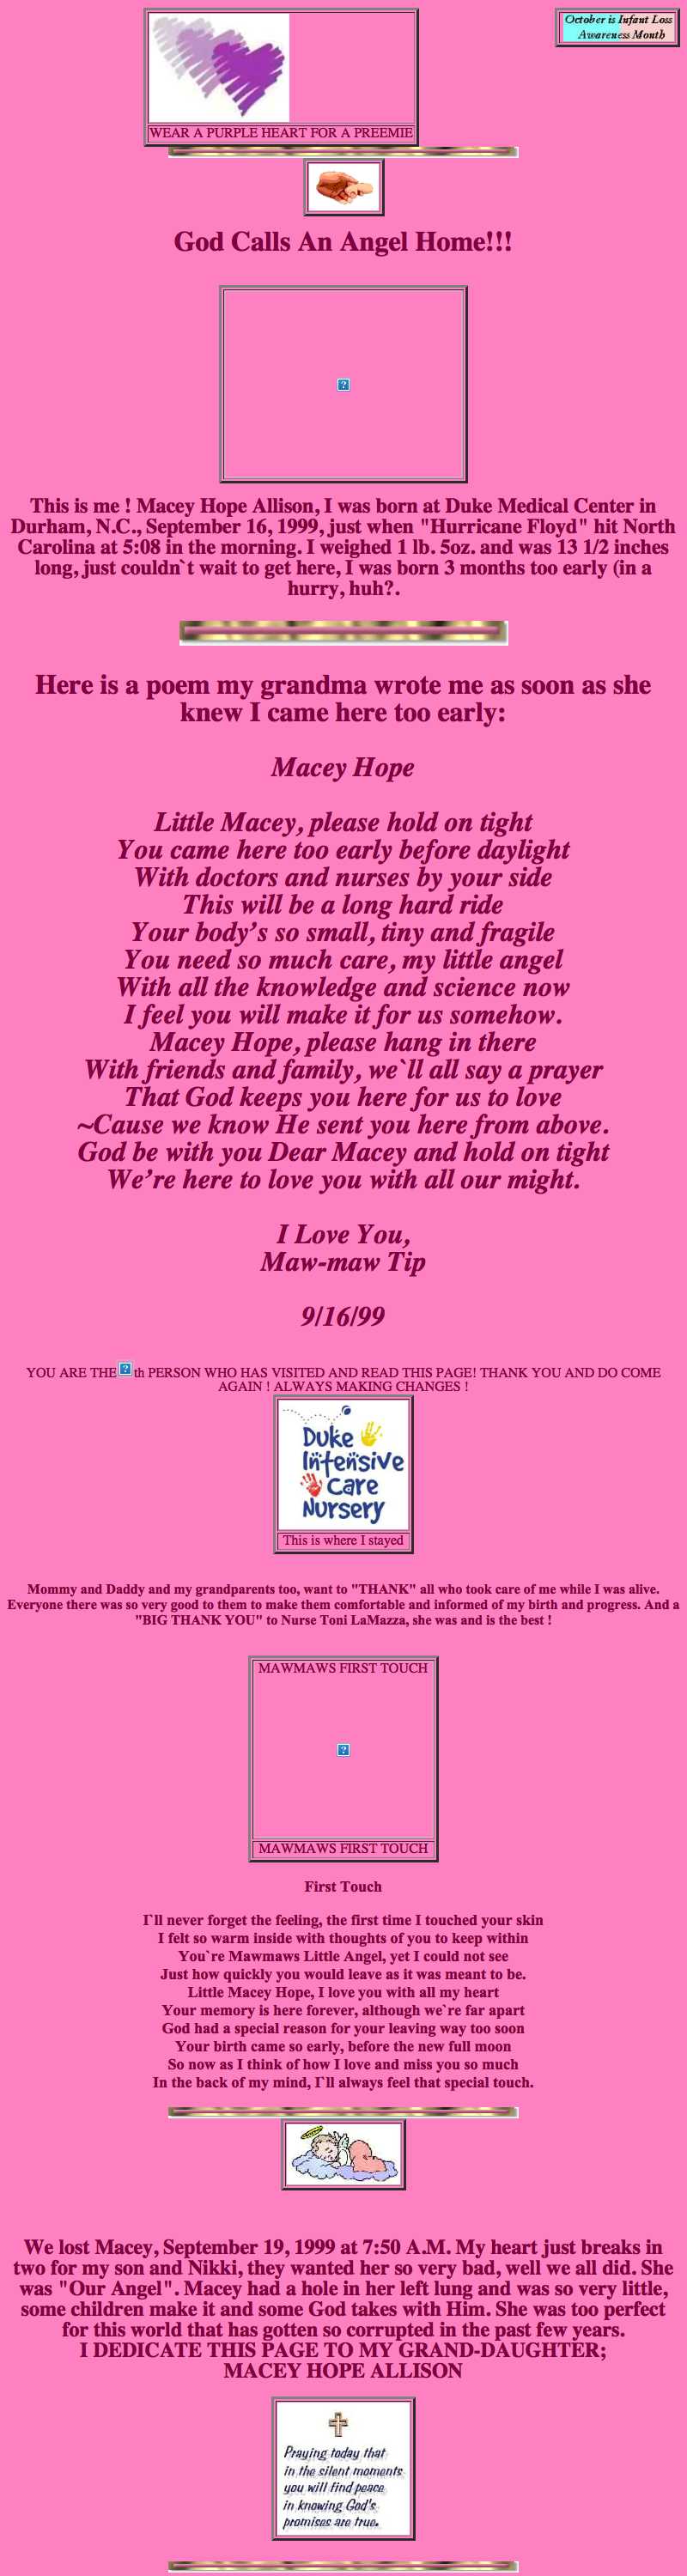 October is Infant Loss
Awareness Month
WEAR A PURPLE HEART FOR A PREEMIE
God Calls An Angel Home!!!
This is me ! Macey Hope Allison, I was born at Duke Medical Center in
Durham, N.C., September 16, 1999, just when "Hurricane Floyd" hit North
Carolina at 5:08 in the morning. I weighed 1 lb. 5oz. and was 13 1/2 inches
long, just couldn`t wait to get here, I was born 3 months too early (in a
hurry, huh?.
Here is a poem my grandma wrote me as soon as she
knew I came here too early:
Macey Hope
Little Macey, please hold on tight
You came here too early before daylight
With doctors and nurses by your side
This will be a long hard ride
Your body’s so small, tiny and fragile
You need so much care, my little angel
With all the knowledge and science now
I feel you will make it for us somehow.
Macey Hope, please hang in there
With friends and family, we`ll all say a prayer
That God keeps you here for us to love
~Cause we know He sent you here from above.
God be with you Dear Macey and hold on tight
We’re here to love you with all our might.
I Love You,
Maw-maw Tip
9/16/99
YOU ARE THE ? th PERSON WHO HAS VISITED AND READ THIS PAGE! THANK YOU AND DO COME
AGAIN ! ALWAYS MAKING CHANGES !
Duke
Intensive
Care
Nursery
This is where I stayed
Mommy and Daddy and my grandparents too, want to "THANK" all who took care of me while I was alive.
Everyone there was so very good to them to make them comfortable and informed of my birth and progress. And a
"BIG THANK YOU" to Nurse Toni LaMazza, she was and is the best !
MAWMAWS FIRST TOUCH
MAWMAWS FIRST TOUCH
First Touch
I`ll never forget the feeling, the first time I touched your skin
I felt so warm inside with thoughts of you to keep within
You`re Mawmaws Little Angel, yet I could not see
Just how quickly you would leave as it was meant to be.
Little Macey Hope, I love you with all my heart
Your memory is here forever, although we`re far apart
God had a special reason for your leaving way too soon
Your birth came so early, before the new full moon
So now as I think of how I love and miss you so much
In the back of my mind, I`ll always feel that special touch.
We lost Macey, September 19, 1999 at 7:50 A.M. My heart just breaks in
two for my son and Nikki, they wanted her so very bad, well we all did. She
was "Our Angel". Macey had a hole in her left lung and was so very little,
some children make it and some God takes with Him. She was too perfect
for this world that has gotten so corrupted in the past few years.
I DEDICATE THIS PAGE TO MY GRAND-DAUGHTER;
MACEY HOPE ALLISON
Praying today that
in the silent moments
you will find peace
in knowing God's
promises are true.